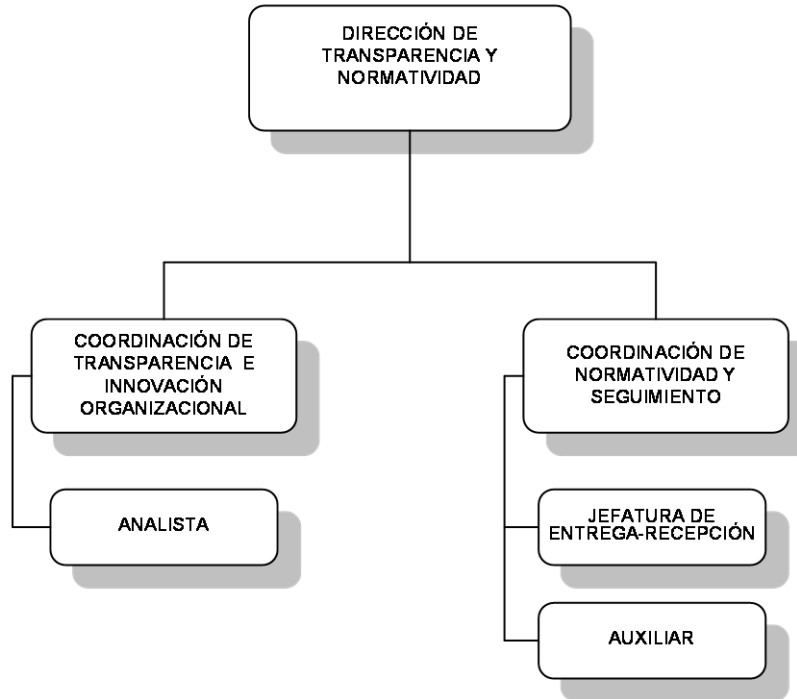 DIRECCIÓN DE
TRANSPARENCIA Y
NORMATIVIDAD
COORDINACIÓN DE
TRANSPARENCIA E
INNOVACIÓN
ORGANIZACIONAL
ANALISTA
COORDINACIÓN DE
NORMATIVIDAD Y
SEGUIMIENTO
JEFATURA DE
ENTREGA-RECEPCIÓN
AUXILIAR